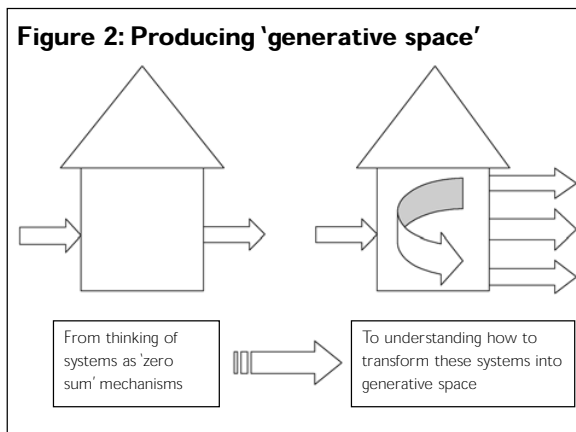 Figure 2: Producing ‘generative space’
From thinking of
systems as ‘zero
sum’ mechanisms
To understanding how to
transform these systems into
generative space